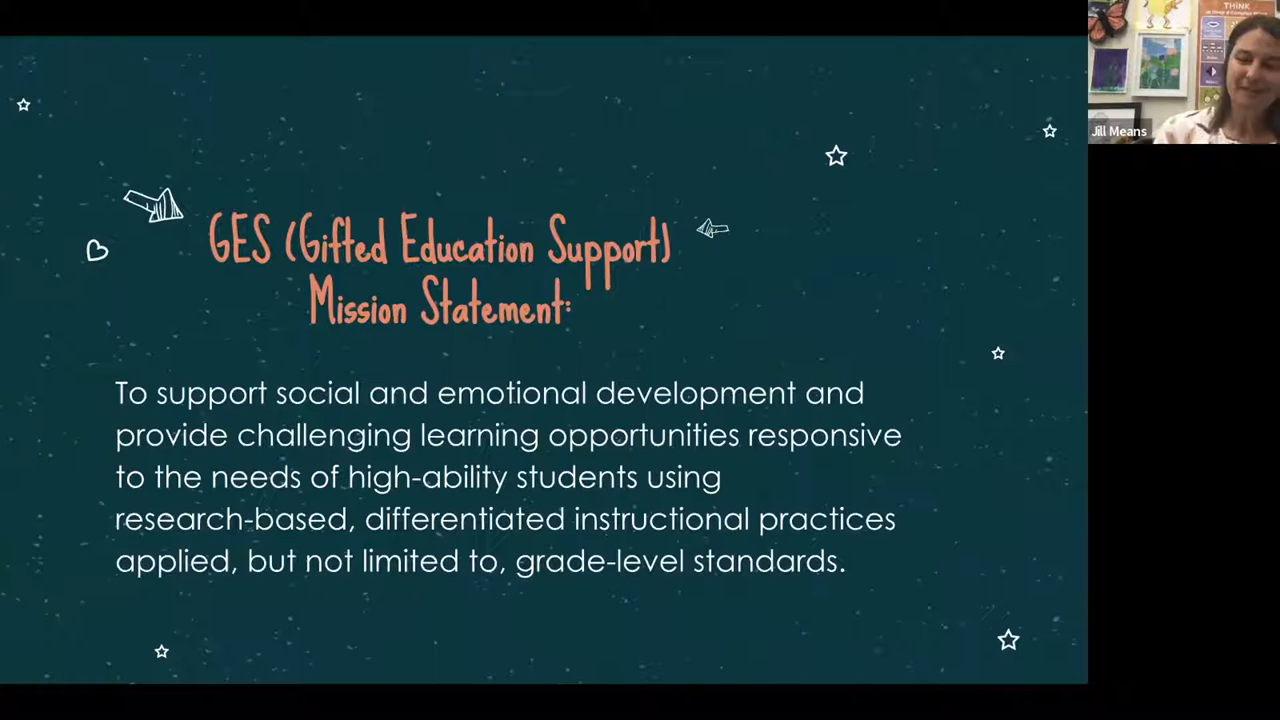 GES (Gifted Education Support)
Mission Statement:
To support social and emotional development and
provide challenging learning opportunities responsive
to the needs of high-ability students using
research-based, differentiated instructional practices
applied, but not limited to, grade-level standards.
THiNK
Jill Means